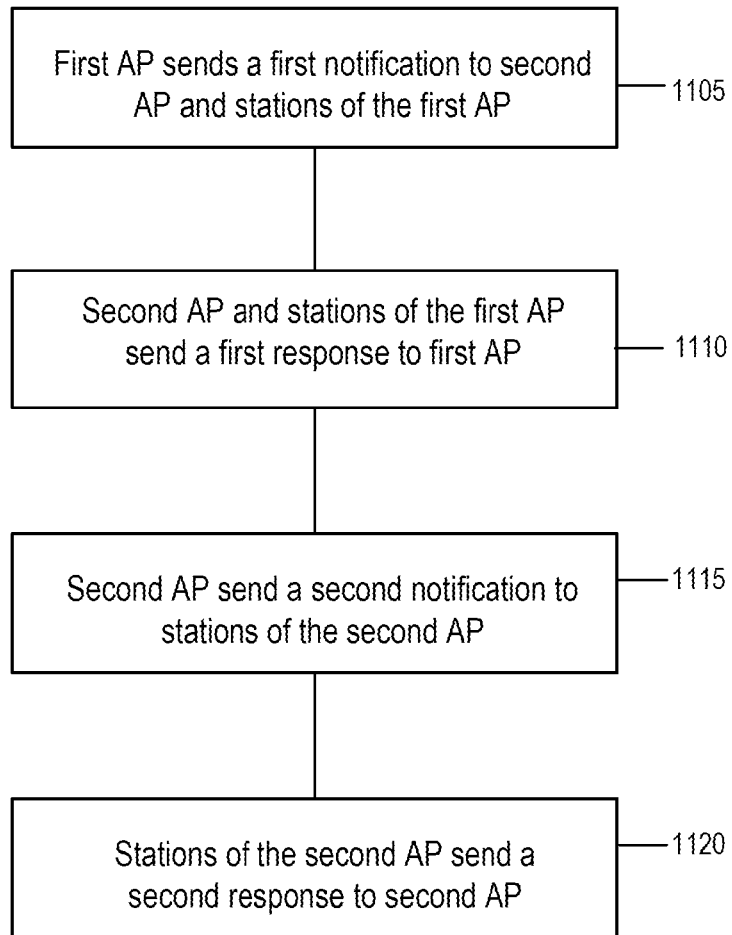 First AP sends a first notification to second
AP and stations of the first AP
1105
Second AP and stations of the first AP
send a first response to first AP
1110
Second AP send a second notification to
stations of the second AP
1115
Stations of the second AP send a
second response to second AP
1120